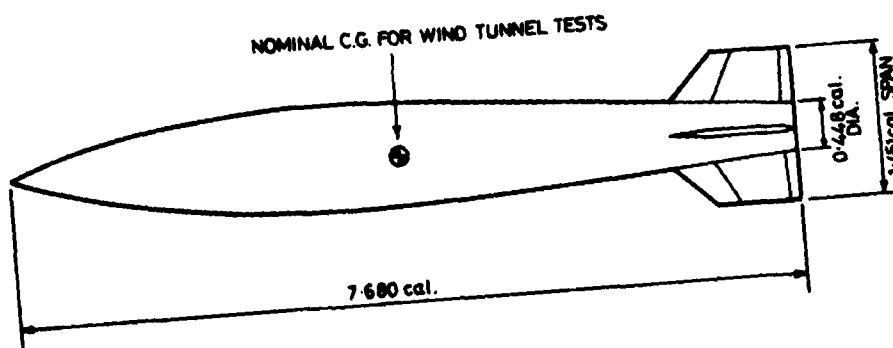 NOMINAL C.G. FOR WIND TUNNEL TESTS
0·448 cal.
DIA.
SPAN
7·680 cal.